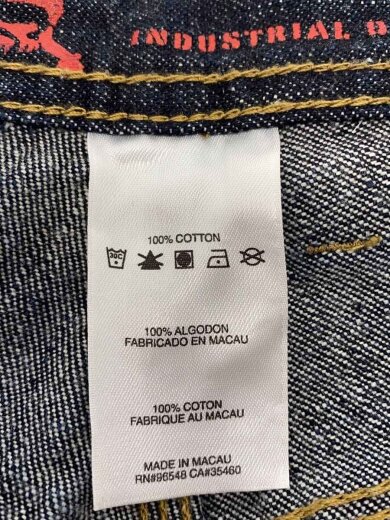 INDUSTRIAL
100% COTTON
30C
100% ALGODON
FABRICADO EN MACAU
100% COTON
FABRIQUE AU MACAU
MADE IN MACAU
RN#96548 CA#35460